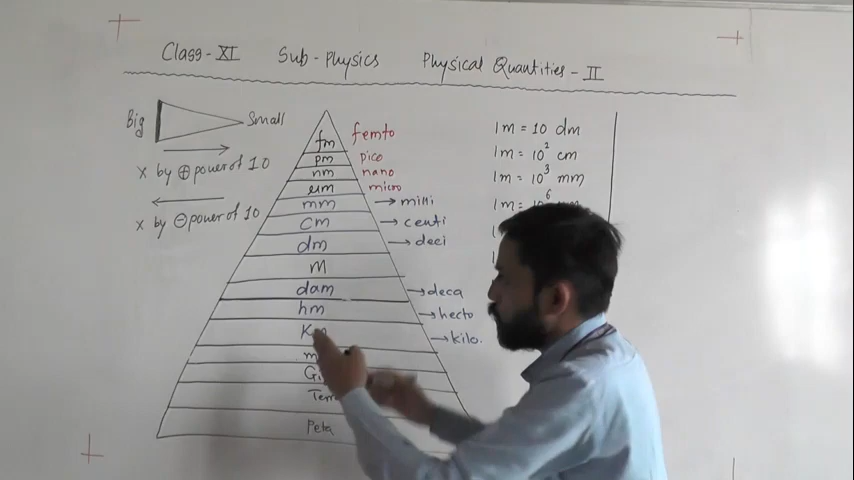 Class-XI Sub-Physics Physical Quantities-II
Big Small
x by ⊕ power of 10
x by ⊖ power of 10
fm femto
pm pico
nm nano
μm micro
mm → milli
cm → centi
dm → deci
m
dam → deca
hm → hecto
Km → kilo.
Peta
1m = 10 dm
1m = 10² cm
1m = 10³ mm